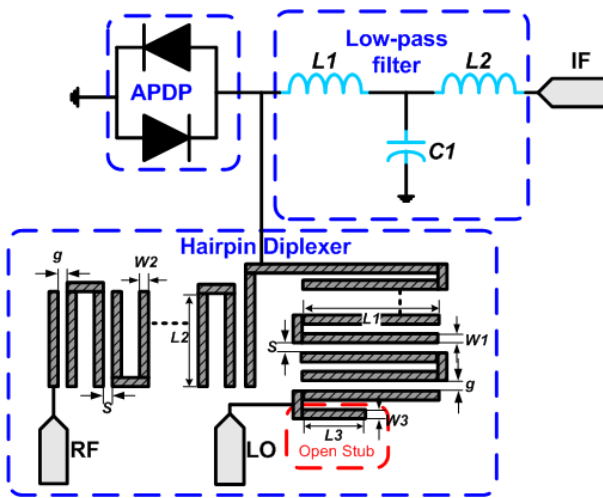 Low-pass
filter
L1
L2
IF
APDP
C1
Hairpin Diplexer
g
W2
L1
L2
S
W1
g
S
W3
L3
RF
LO
Open Stub